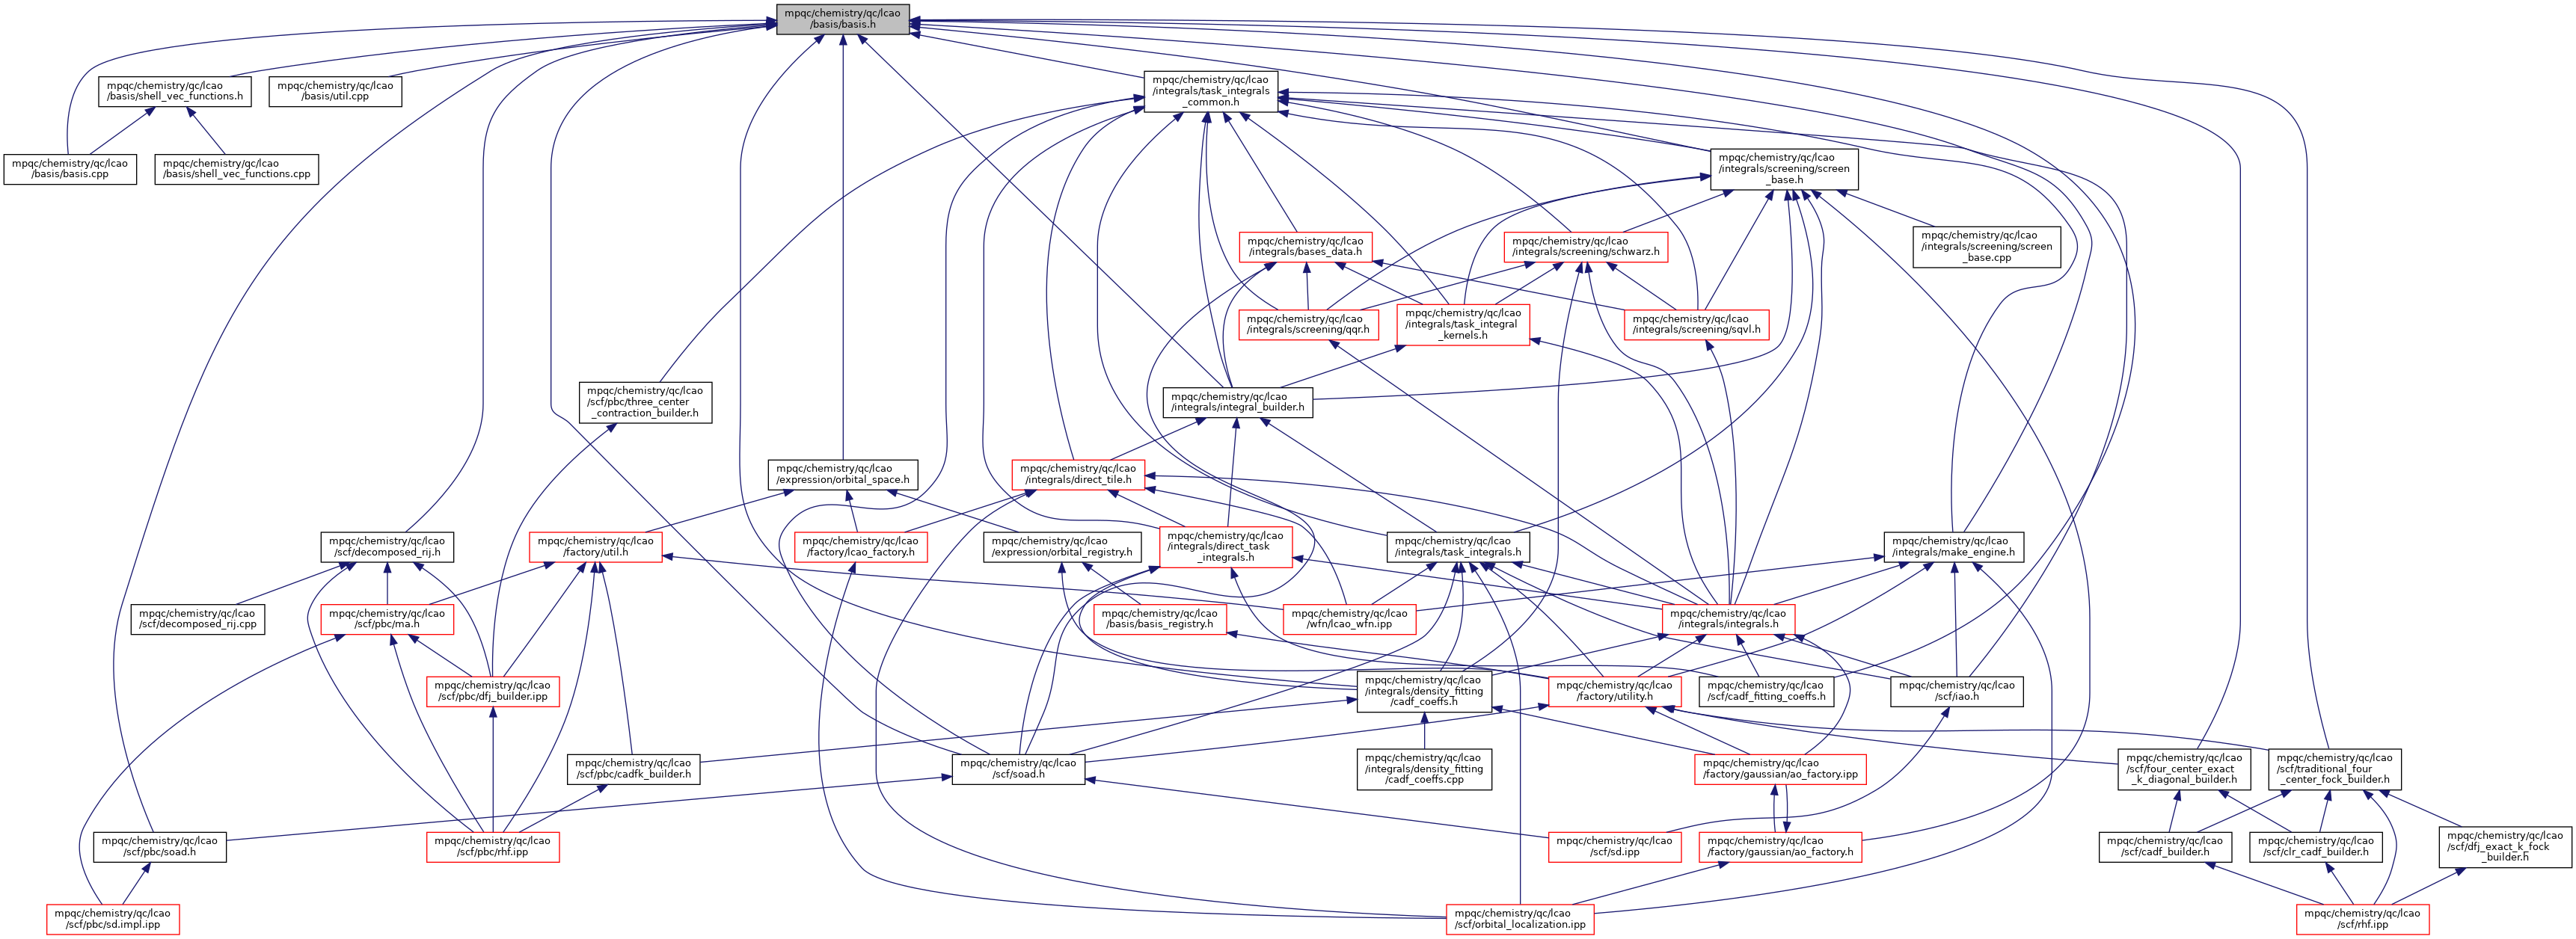 mpqc/chemistry/qc/lcao
/basis/basis.h
mpqc/chemistry/qc/lcao
/basis/shell_vec_functions.h
mpqc/chemistry/qc/lcao
/basis/util.cpp
mpqc/chemistry/qc/lcao
/integrals/task_integrals
_common.h
mpqc/chemistry/qc/lcao
/basis/basis.cpp
mpqc/chemistry/qc/lcao
/basis/shell_vec_functions.cpp
mpqc/chemistry/qc/lcao
/integrals/screening/screen
_base.h
mpqc/chemistry/qc/lcao
/integrals/bases_data.h
mpqc/chemistry/qc/lcao
/integrals/screening/schwarz.h
mpqc/chemistry/qc/lcao
/integrals/screening/screen
_base.cpp
mpqc/chemistry/qc/lcao
/integrals/screening/qqr.h
mpqc/chemistry/qc/lcao
/integrals/task_integral
_kernels.h
mpqc/chemistry/qc/lcao
/integrals/screening/sqvl.h
mpqc/chemistry/qc/lcao
/scf/pbc/three_center
_contraction_builder.h
mpqc/chemistry/qc/lcao
/integrals/integral_builder.h
mpqc/chemistry/qc/lcao
/expression/orbital_space.h
mpqc/chemistry/qc/lcao
/integrals/direct_tile.h
mpqc/chemistry/qc/lcao
/scf/decomposed_rij.h
mpqc/chemistry/qc/lcao
/factory/util.h
mpqc/chemistry/qc/lcao
/factory/lcao_factory.h
mpqc/chemistry/qc/lcao
/expression/orbital_registry.h
mpqc/chemistry/qc/lcao
/integrals/direct_task
_integrals.h
mpqc/chemistry/qc/lcao
/integrals/task_integrals.h
mpqc/chemistry/qc/lcao
/integrals/make_engine.h
mpqc/chemistry/qc/lcao
/scf/decomposed_rij.cpp
mpqc/chemistry/qc/lcao
/scf/pbc/ma.h
mpqc/chemistry/qc/lcao
/basis/basis_registry.h
mpqc/chemistry/qc/lcao
/wfn/lcao_wfn.ipp
mpqc/chemistry/qc/lcao
/integrals/integrals.h
mpqc/chemistry/qc/lcao
/scf/pbc/dfj_builder.ipp
mpqc/chemistry/qc/lcao
/integrals/density_fitting
/cadf_coeffs.h
mpqc/chemistry/qc/lcao
/factory/utility.h
mpqc/chemistry/qc/lcao
/scf/cadf_fitting_coeffs.h
mpqc/chemistry/qc/lcao
/scf/iao.h
mpqc/chemistry/qc/lcao
/scf/pbc/cadfk_builder.h
mpqc/chemistry/qc/lcao
/scf/soad.h
mpqc/chemistry/qc/lcao
/integrals/density_fitting
/cadf_coeffs.cpp
mpqc/chemistry/qc/lcao
/factory/gaussian/ao_factory.ipp
mpqc/chemistry/qc/lcao
/scf/four_center_exact
_k_diagonal_builder.h
mpqc/chemistry/qc/lcao
/scf/traditional_four
_center_fock_builder.h
mpqc/chemistry/qc/lcao
/scf/pbc/soad.h
mpqc/chemistry/qc/lcao
/scf/pbc/rhf.ipp
mpqc/chemistry/qc/lcao
/scf/sd.ipp
mpqc/chemistry/qc/lcao
/factory/gaussian/ao_factory.h
mpqc/chemistry/qc/lcao
/scf/cadf_builder.h
mpqc/chemistry/qc/lcao
/scf/clr_cadf_builder.h
mpqc/chemistry/qc/lcao
/scf/dfj_exact_k_fock
_builder.h
mpqc/chemistry/qc/lcao
/scf/pbc/sd.impl.ipp
mpqc/chemistry/qc/lcao
/scf/orbital_localization.ipp
mpqc/chemistry/qc/lcao
/scf/rhf.ipp